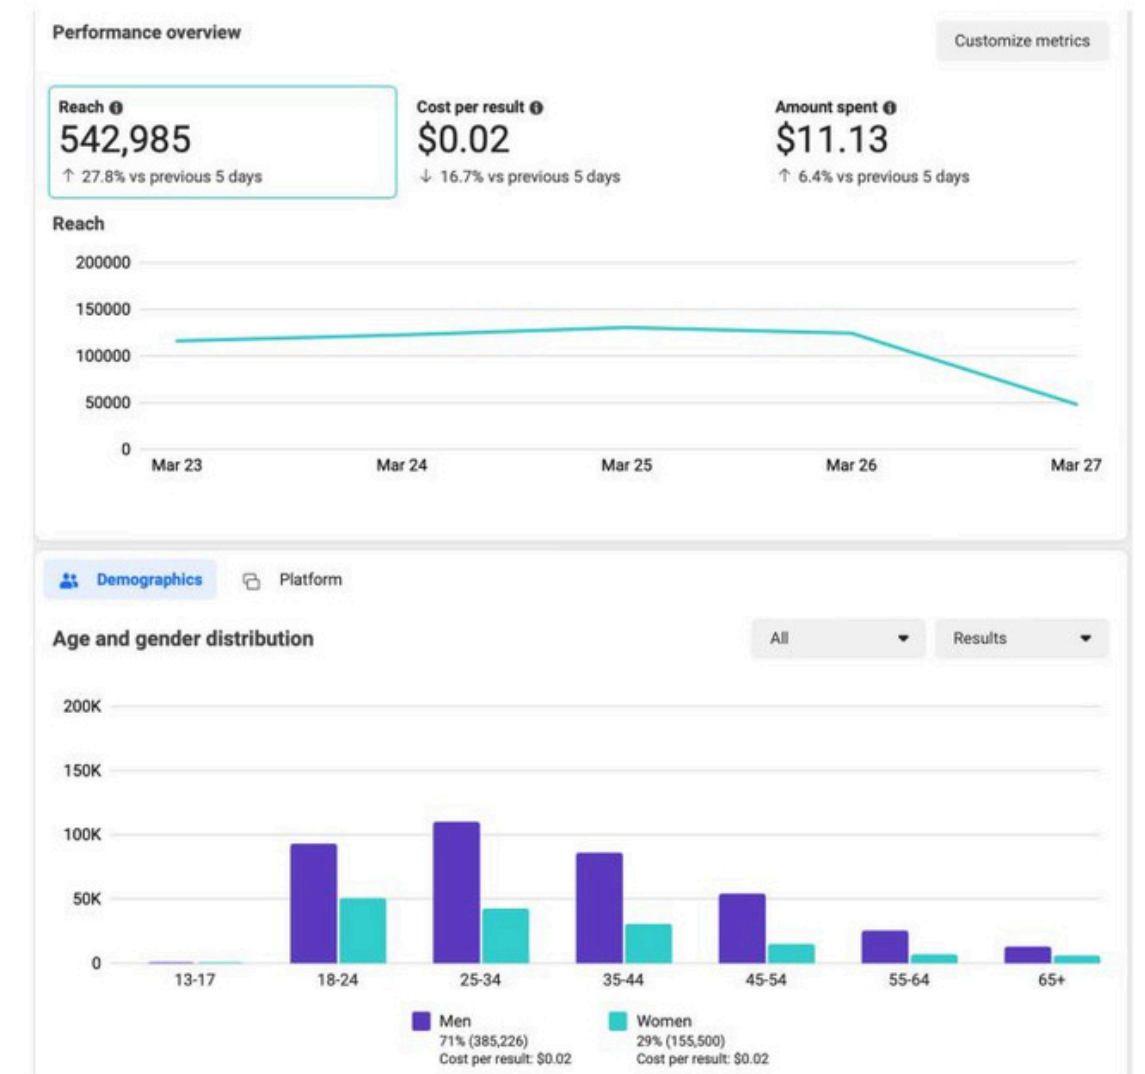 Performance overview
Customize metrics
Reach
542,985
↑ 27.8% vs previous 5 days
Cost per result
$0.02
↓ 16.7% vs previous 5 days
Amount spent
$11.13
↑ 6.4% vs previous 5 days
Reach
200000
150000
100000
50000
0
Mar 23 Mar 24 Mar 25 Mar 26 Mar 27
Demographics Platform
Age and gender distribution
All Results
200K
150K
100K
50K
0
13-17 18-24 25-34 35-44 45-54 55-64 65+
Men
71% (385,226)
Cost per result: $0.02
Women
29% (155,500)
Cost per result: $0.02